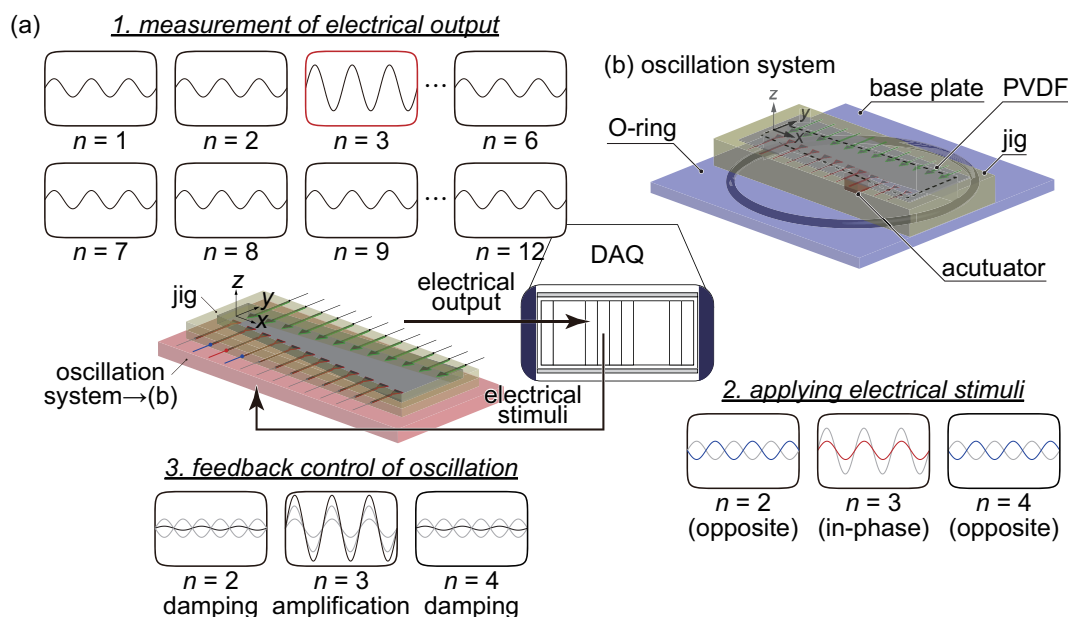 (a)
1. measurement of electrical output
n = 1
n = 2
n = 3
...
n = 6
n = 7
n = 8
n = 9
...
n = 12
(b) oscillation system
base plate
PVDF
O-ring
jig
z
y
x
acutuator
DAQ
electrical
output
jig
z
y
x
oscillation
system→(b)
electrical
stimuli
2. applying electrical stimuli
n = 2
(opposite)
n = 3
(in-phase)
n = 4
(opposite)
3. feedback control of oscillation
n = 2
damping
n = 3
amplification
n = 4
damping